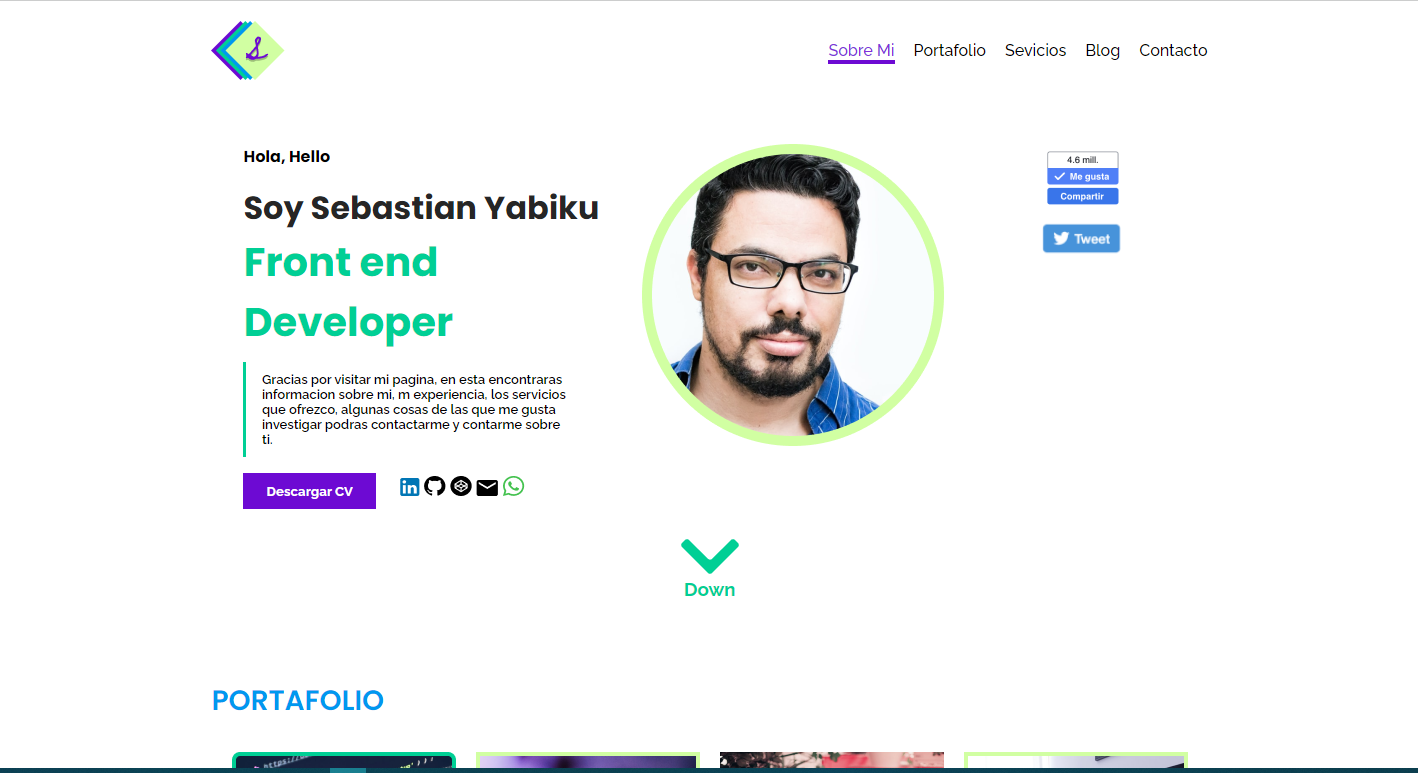 S
Sobre Mi Portafolio Sevicios Blog Contacto
Hola, Hello
Soy Sebastian Yabiku
Front end
Developer
Gracias por visitar mi pagina, en esta encontraras
informacion sobre mi, m experiencia, los servicios
que ofrezco, algunas cosas de las que me gusta
investigar podras contactarme y contarme sobre
ti.
Descargar CV
in
4.6 mill.
Me gusta
Compartir
Tweet
Down
PORTAFOLIO